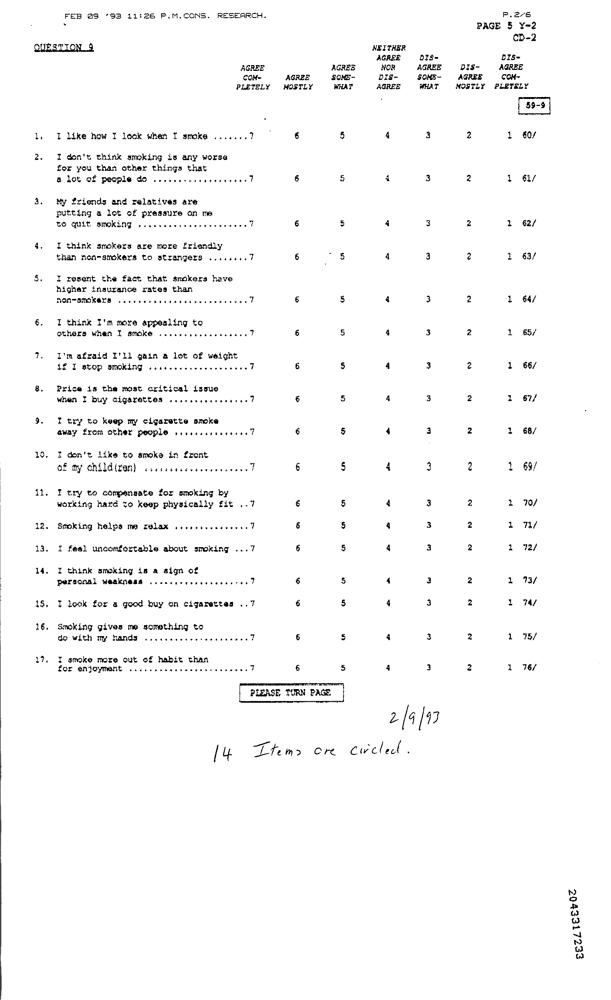 FEB 09 '93 11:26 P.M.CONS. RESEARCH. P.2/6
PAGE 5 Y-2
CD-2
QUESTION 9
AGREE COM- PLETELY AGREE MOSTLY AGREE SOME- WHAT NEITHER AGREE NOR DIS- AGREE DIS- AGREE SOME- WHAT DIS- AGREE MOSTLY DIS- AGREE COM- PLETELY
59-9
1. I like how I look when I smoke .......7 6 5 4 3 2 1 60/
2. I don't think smoking is any worse
for you than other things that
a lot of people do ...................7 6 5 4 3 2 1 61/
3. My friends and relatives are
putting a lot of pressure on me
to quit smoking ......................7 6 5 4 3 2 1 62/
4. I think smokers are more friendly
than non-smokers to strangers ........7 6 5 4 3 2 1 63/
5. I resent the fact that smokers have
higher insurance rates than
non-smokers ..........................7 6 5 4 3 2 1 64/
6. I think I'm more appealing to
others when I smoke ..................7 6 5 4 3 2 1 65/
7. I'm afraid I'll gain a lot of weight
if I stop smoking ....................7 6 5 4 3 2 1 66/
8. Price is the most critical issue
when I buy cigarettes ................7 6 5 4 3 2 1 67/
9. I try to keep my cigarette smoke
away from other people ...............7 6 5 4 3 2 1 68/
10. I don't like to smoke in front
of my child(ren) .....................7 6 5 4 3 2 1 69/
11. I try to compensate for smoking by
working hard to keep physically fit ..7 6 5 4 3 2 1 70/
12. Smoking helps me relax ...............7 6 5 4 3 2 1 71/
13. I feel uncomfortable about smoking ...7 6 5 4 3 2 1 72/
14. I think smoking is a sign of
personal weakness ....................7 6 5 4 3 2 1 73/
15. I look for a good buy on cigarettes ..7 6 5 4 3 2 1 74/
16. Smoking gives me something to
do with my hands .....................7 6 5 4 3 2 1 75/
17. I smoke more out of habit than
for enjoyment ........................7 6 5 4 3 2 1 76/
PLEASE TURN PAGE
2/9/93
14 Items are circled.
2043317233